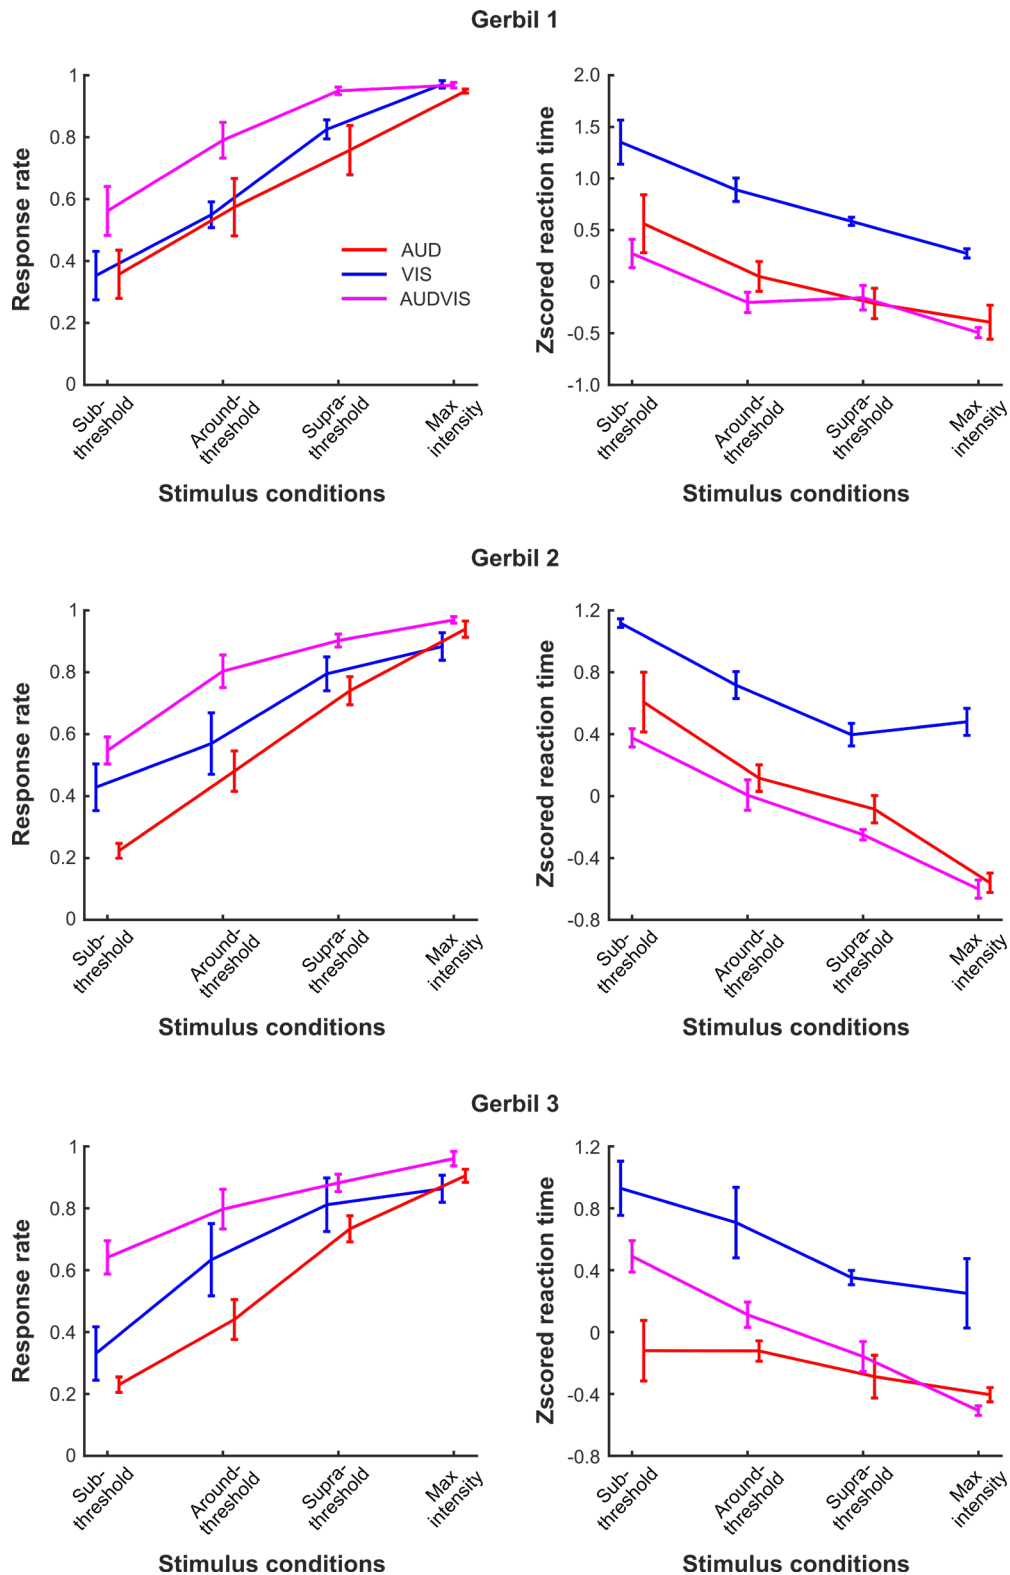 Gerbil 1
Response rate
1
0.8
0.6
0.4
0.2
0
AUD
VIS
AUDVIS
Sub-
threshold
Around-
threshold
Supra-
threshold
Max
intensity
Stimulus conditions
Zscored reaction time
2.0
1.5
1.0
0.5
0
-0.5
-1.0
Sub-
threshold
Around-
threshold
Supra-
threshold
Max
intensity
Stimulus conditions
Gerbil 2
Response rate
1
0.8
0.6
0.4
0.2
0
Sub-
threshold
Around-
threshold
Supra-
threshold
Max
intensity
Stimulus conditions
Zscored reaction time
1.2
0.8
0.4
0
-0.4
-0.8
Sub-
threshold
Around-
threshold
Supra-
threshold
Max
intensity
Stimulus conditions
Gerbil 3
Response rate
1
0.8
0.6
0.4
0.2
0
Sub-
threshold
Around-
threshold
Supra-
threshold
Max
intensity
Stimulus conditions
Zscored reaction time
1.2
0.8
0.4
0
-0.4
-0.8
Sub-
threshold
Around-
threshold
Supra-
threshold
Max
intensity
Stimulus conditions